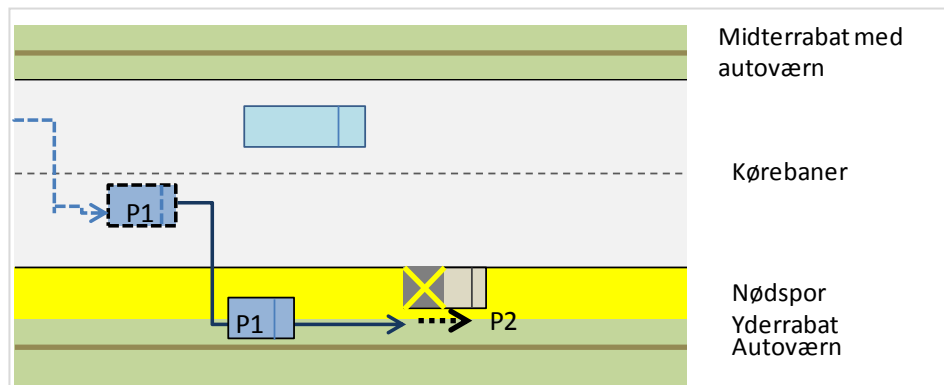 Midterrabat med
autoværn
Kørebaner
P1
Nødspor
P1
P2
Yderrabat
Autoværn